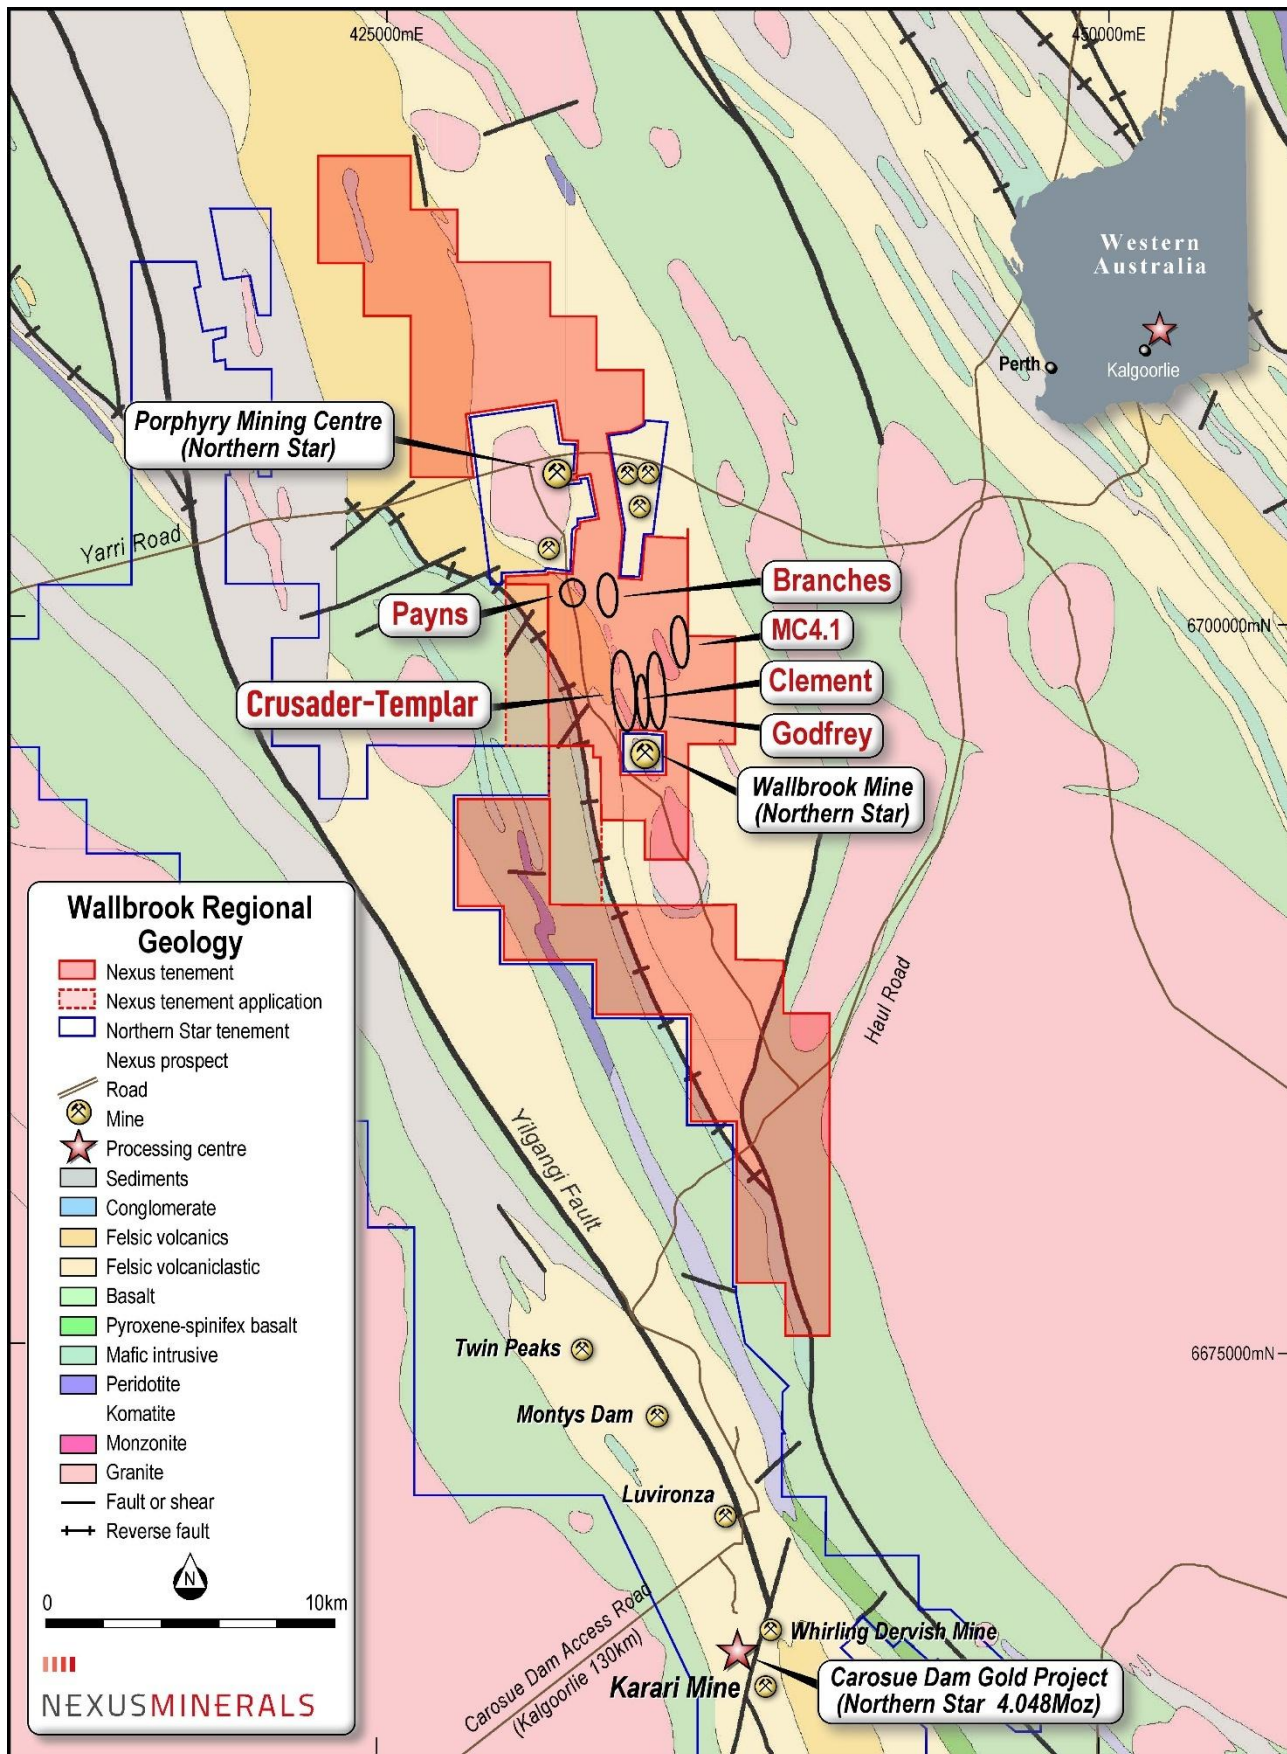 425000mE
450000mE
Western
Australia
Perth
Kalgoorlie
Porphyry Mining Centre
(Northern Star)
Yarri Road
Payns
Branches
MC4.1
6700000mN
Crusader-Templar
Clement
Godfrey
Wallbrook Mine
(Northern Star)
Haul Road
Yilgangi Fault
Wallbrook Regional
Geology
Nexus tenement
Nexus tenement application
Northern Star tenement
Nexus prospect
Road
Mine
Processing centre
Sediments
Conglomerate
Felsic volcanics
Felsic volcaniclastic
Basalt
Pyroxene-spinifex basalt
Mafic intrusive
Peridotite
Komatite
Monzonite
Granite
Fault or shear
Reverse fault
N
0 10km
NEXUSMINERALS
Twin Peaks
6675000mN
Montys Dam
Luvironza
Carosue Dam Access Road
(Kalgoorlie 130km)
Whirling Dervish Mine
Karari Mine
Carosue Dam Gold Project
(Northern Star 4.048Moz)